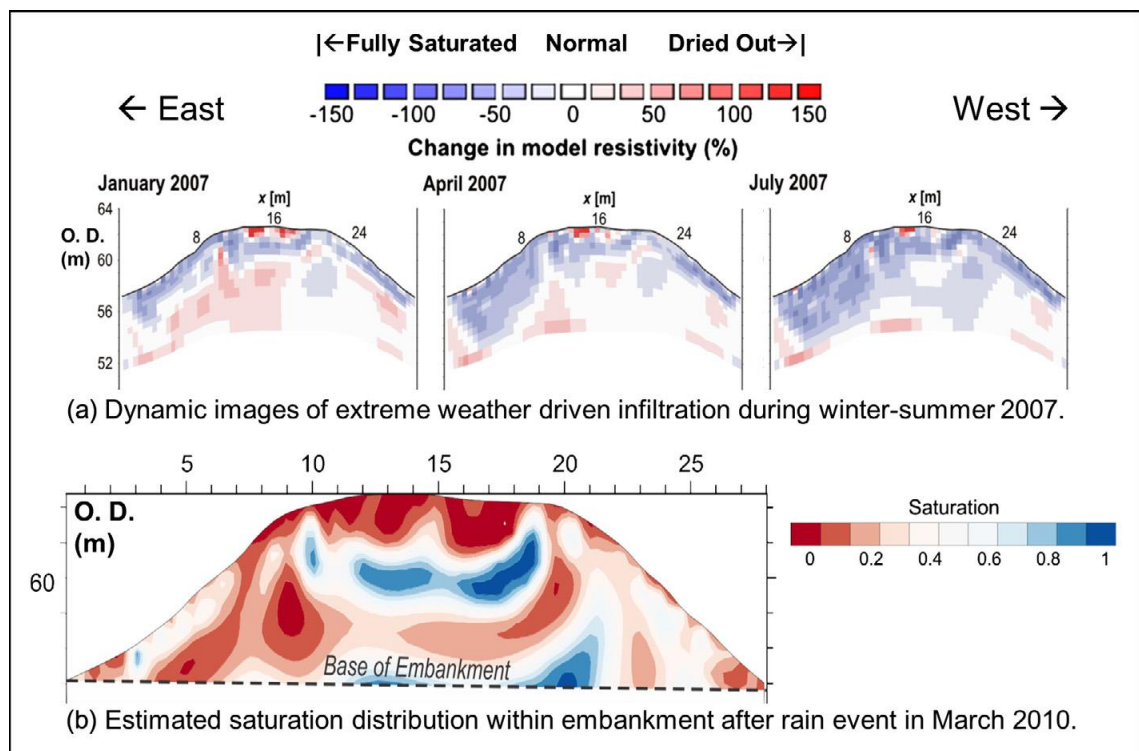 |←Fully Saturated Normal Dried Out→|
← East
West →
-150 -100 -50 0 50 100 150
Change in model resistivity (%)
January 2007
April 2007
July 2007
x [m]
x [m]
x [m]
64
O. D.
(m)
60
56
52
8 16 24
8 16 24
8 16 24
(a) Dynamic images of extreme weather driven infiltration during winter-summer 2007.
5 10 15 20 25
O. D.
(m)
60
Saturation
0 0.2 0.4 0.6 0.8 1
Base of Embankment
(b) Estimated saturation distribution within embankment after rain event in March 2010.